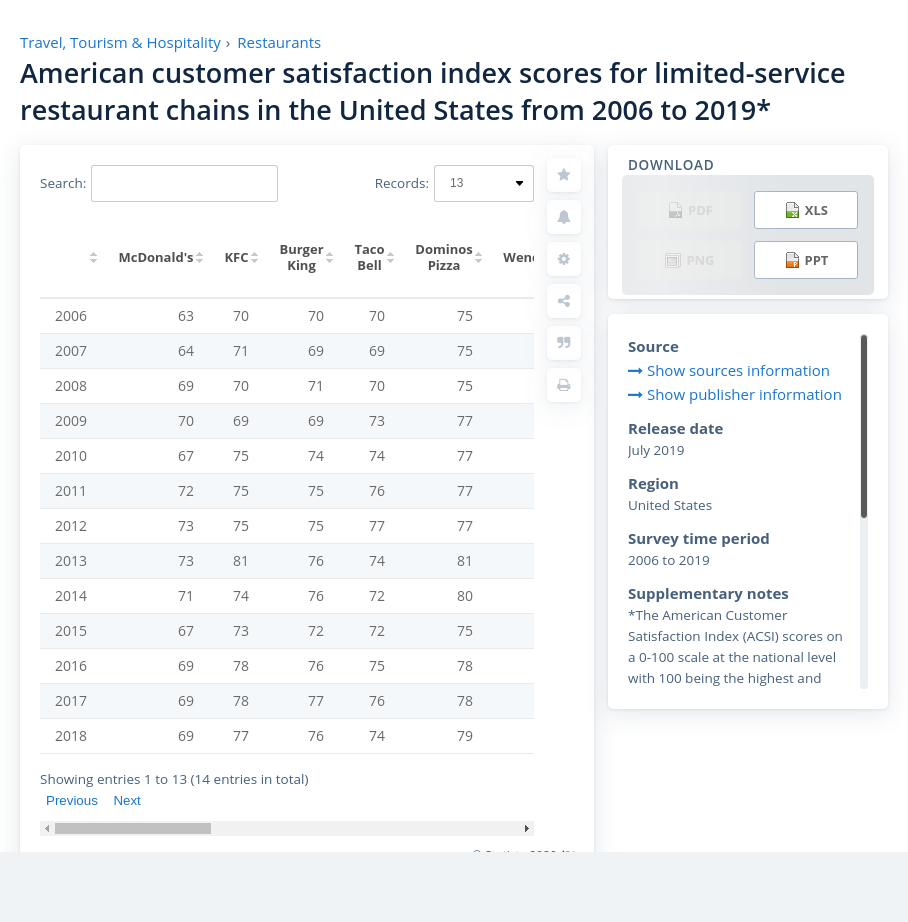 Travel, Tourism & Hospitality › Restaurants
American customer satisfaction index scores for limited-service
restaurant chains in the United States from 2006 to 2019*
Search:
Records: 13
McDonald's KFC Burger King Taco Bell Dominos Pizza
2006 63 70 70 70 75
2007 64 71 69 69 75
2008 69 70 71 70 75
2009 70 69 69 73 77
2010 67 75 74 74 77
2011 72 75 75 76 77
2012 73 75 75 77 77
2013 73 81 76 74 81
2014 71 74 76 72 80
2015 67 73 72 72 75
2016 69 78 76 75 78
2017 69 78 77 76 78
2018 69 77 76 74 79
Showing entries 1 to 13 (14 entries in total)
Previous Next
DOWNLOAD
PDF XLS
PNG PPT
Source
Show sources information
Show publisher information
Release date
July 2019
Region
United States
Survey time period
2006 to 2019
Supplementary notes
*The American Customer
Satisfaction Index (ACSI) scores on
a 0-100 scale at the national level
with 100 being the highest and